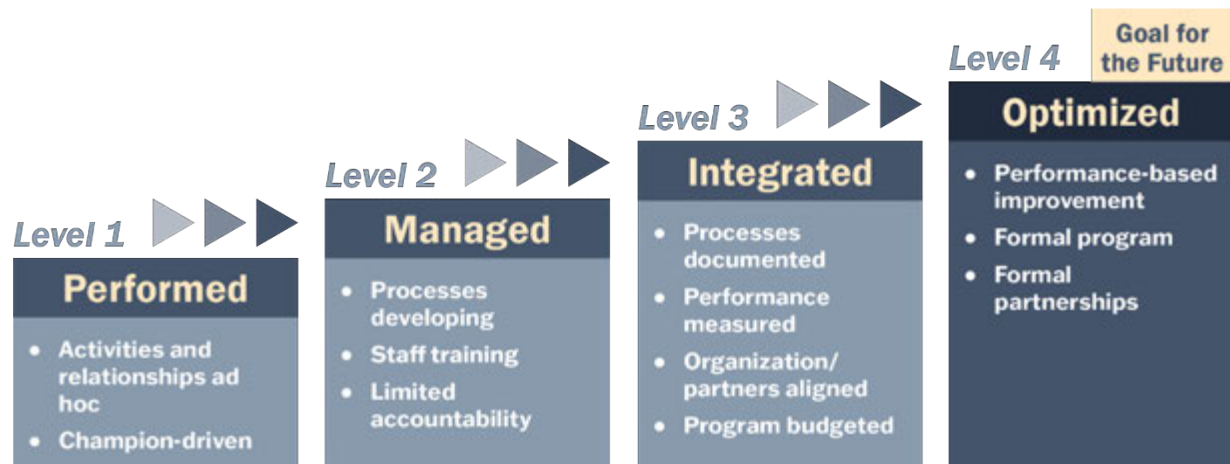 Level 1
Performed
• Activities and
relationships ad
hoc
• Champion-driven
Level 2
Managed
• Processes
developing
• Staff training
• Limited
accountability
Level 3
Integrated
• Processes
documented
• Performance
measured
• Organization/
partners aligned
• Program budgeted
Level 4
Goal for
the Future
Optimized
• Performance-based
improvement
• Formal program
• Formal
partnerships